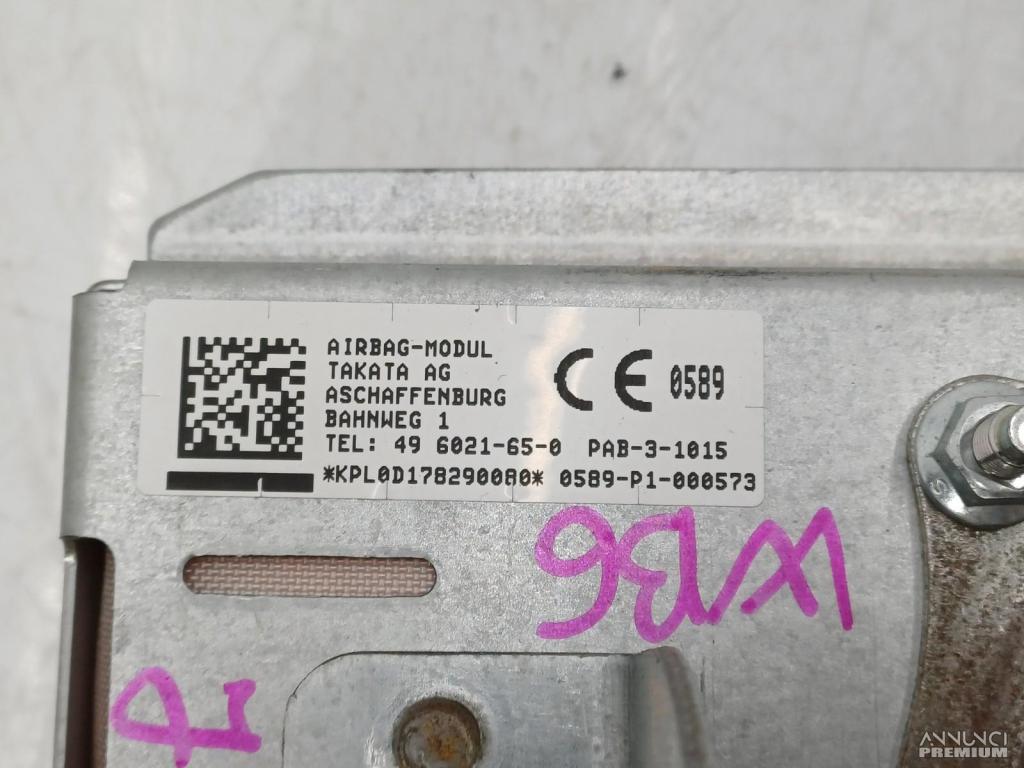 AIRBAG-MODUL
TAKATA AG
ASCHAFFENBURG
BAHNWEG 1
TEL: 49 6021-65-0 PAB-3-1015
*KPL0D178290080* 0589-P1-000573
CE 0589
ANNUNCI
PREMIUM